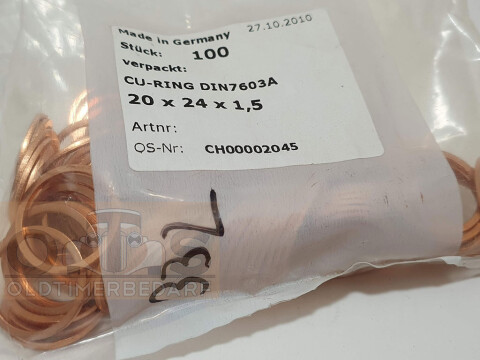 Made in Germany 27.10.2010
Stück: 100
verpackt:
CU-RING DIN7603A
20 x 24 x 1,5
Artnr:
QS-Nr: CH00002045
332
OLDTIMERBEDARF